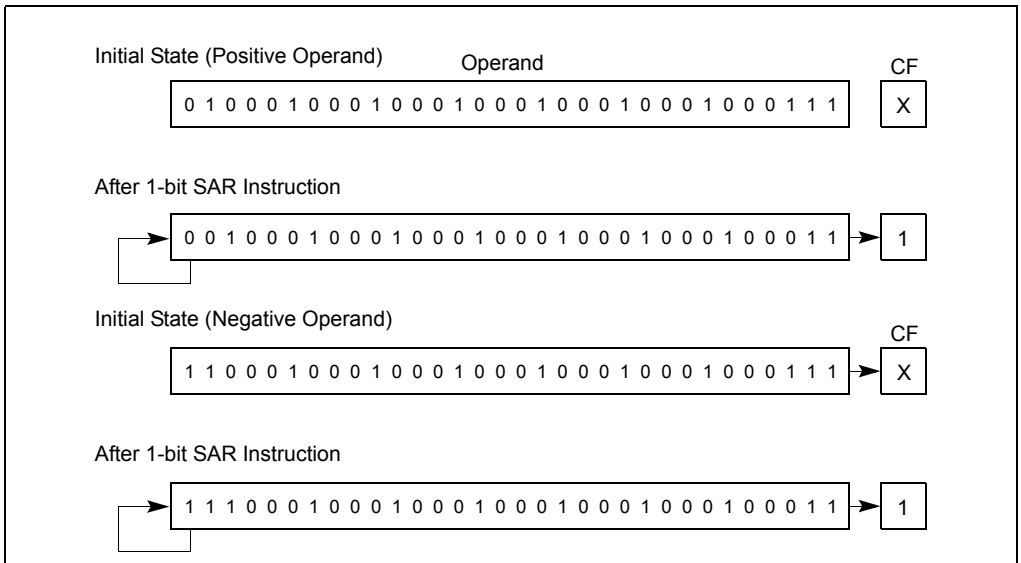 Initial State (Positive Operand) Operand CF
0 1 0 0 0 1 0 0 0 1 0 0 0 1 0 0 0 1 0 0 0 1 0 0 0 1 0 0 0 1 1 1 X
After 1-bit SAR Instruction
0 0 1 0 0 0 1 0 0 0 1 0 0 0 1 0 0 0 1 0 0 0 1 0 0 0 1 0 0 0 1 1 1
Initial State (Negative Operand) CF
1 1 0 0 0 1 0 0 0 1 0 0 0 1 0 0 0 1 0 0 0 1 0 0 0 1 0 0 0 1 1 1 X
After 1-bit SAR Instruction
1 1 1 0 0 0 1 0 0 0 1 0 0 0 1 0 0 0 1 0 0 0 1 0 0 0 1 0 0 0 1 1 1